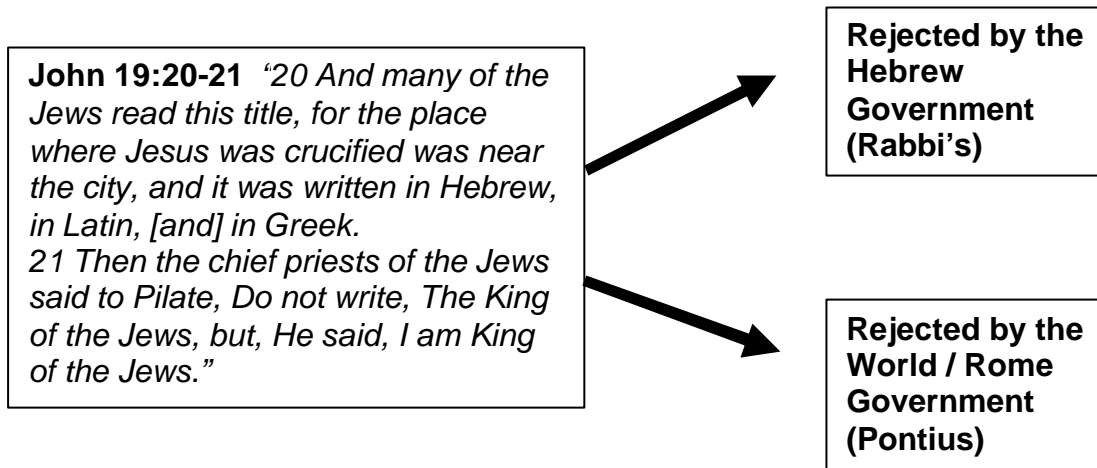 John 19:20-21 “20 And many of the
Jews read this title, for the place
where Jesus was crucified was near
the city, and it was written in Hebrew,
in Latin, [and] in Greek.
21 Then the chief priests of the Jews
said to Pilate, Do not write, The King
of the Jews, but, He said, I am King
of the Jews.”
Rejected by the
Hebrew
Government
(Rabbi’s)
Rejected by the
World / Rome
Government
(Pontius)